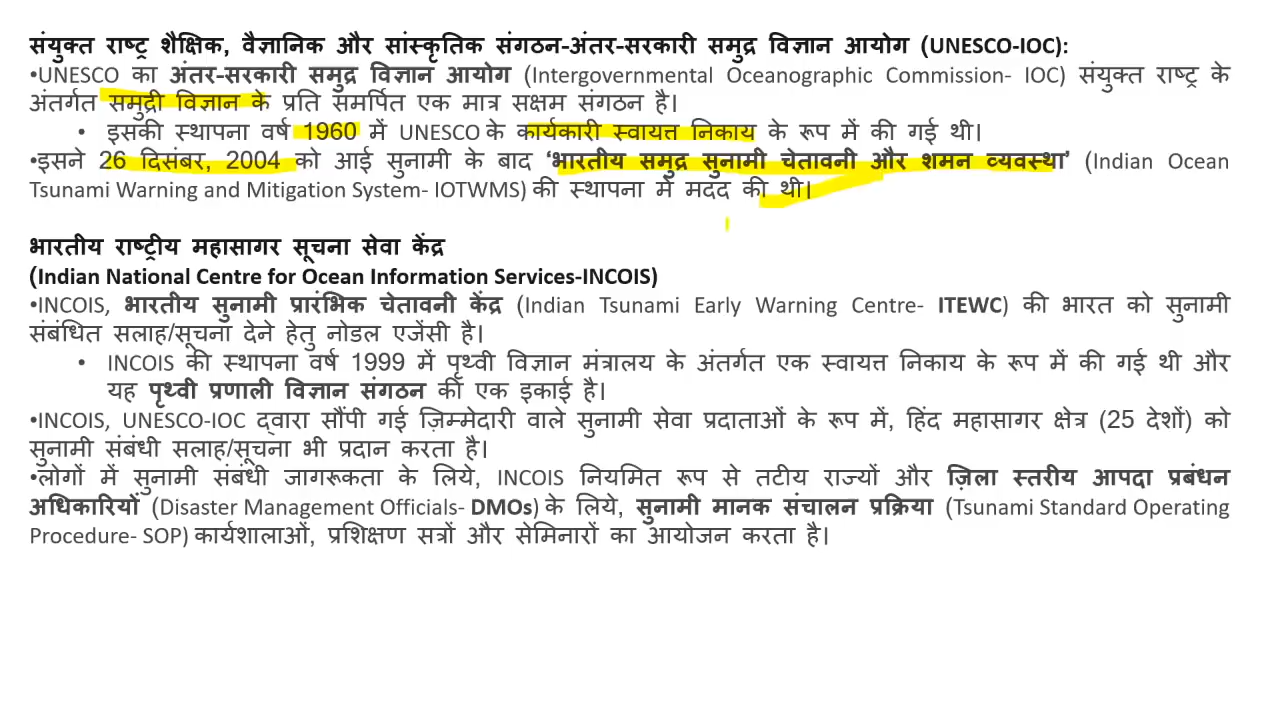 संयुक्त राष्ट्र शैक्षिक, वैज्ञानिक और सांस्कृतिक संगठन-अंतर-सरकारी समुद्र विज्ञान आयोग (UNESCO-IOC):
•UNESCO का अंतर-सरकारी समुद्र विज्ञान आयोग (Intergovernmental Oceanographic Commission- IOC) संयुक्त राष्ट्र के
अंतर्गत समुद्री विज्ञान के प्रति समर्पित एक मात्र सक्षम संगठन है।
• इसकी स्थापना वर्ष 1960 में UNESCO के कार्यकारी स्वायत्त निकाय के रूप में की गई थी।
•इसने 26 दिसंबर, 2004 को आई सुनामी के बाद ‘भारतीय समुद्र सुनामी चेतावनी और शमन व्यवस्था’ (Indian Ocean
Tsunami Warning and Mitigation System- IOTWMS) की स्थापना में मदद की थी।
भारतीय राष्ट्रीय महासागर सूचना सेवा केंद्र
(Indian National Centre for Ocean Information Services-INCOIS)
•INCOIS, भारतीय सुनामी प्रारंभिक चेतावनी केंद्र (Indian Tsunami Early Warning Centre- ITEWC) की भारत को सुनामी
संबंधित सलाह/सूचना देने हेतु नोडल एजेंसी है।
• INCOIS की स्थापना वर्ष 1999 में पृथ्वी विज्ञान मंत्रालय के अंतर्गत एक स्वायत्त निकाय के रूप में की गई थी और
यह पृथ्वी प्रणाली विज्ञान संगठन की एक इकाई है।
•INCOIS, UNESCO-IOC द्वारा सौंपी गई ज़िम्मेदारी वाले सुनामी सेवा प्रदाताओं के रूप में, हिंद महासागर क्षेत्र (25 देशों) को
सुनामी संबंधी सलाह/सूचना भी प्रदान करता है।
•लोगों में सुनामी संबंधी जागरूकता के लिये, INCOIS नियमित रूप से तटीय राज्यों और ज़िला स्तरीय आपदा प्रबंधन
अधिकारियों (Disaster Management Officials- DMOs) के लिये, सुनामी मानक संचालन प्रक्रिया (Tsunami Standard Operating
Procedure- SOP) कार्यशालाओं, प्रशिक्षण सत्रों और सेमिनारों का आयोजन करता है।